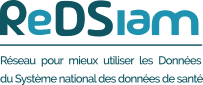 ReDSiam
Réseau pour mieux utiliser les Données
du Système national des données de santé